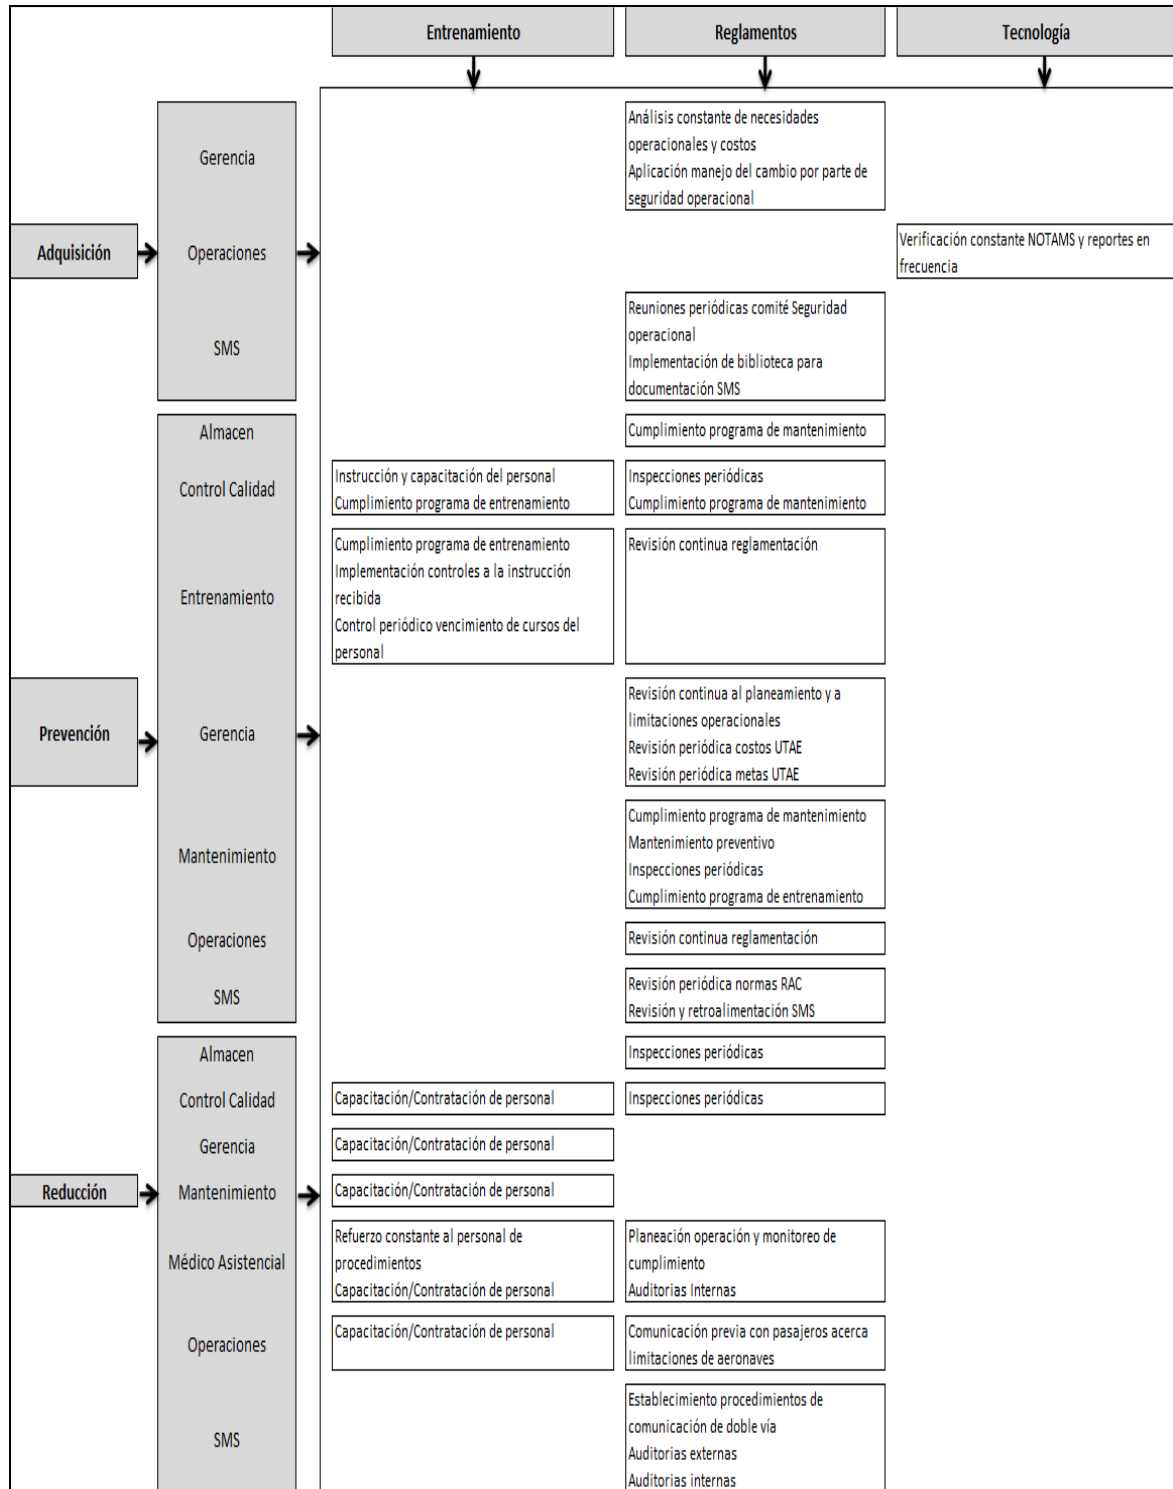 Entrenamiento
Reglamentos
Tecnología
Adquisición
Gerencia
Análisis constante de necesidades
operacionales y costos
Aplicación manejo del cambio por parte de
seguridad operacional
Operaciones
Verificación constante NOTAMS y reportes en
frecuencia
SMS
Reuniones periódicas comité Seguridad
operacional
Implementación de biblioteca para
documentación SMS
Prevención
Almacen
Cumplimiento programa de mantenimiento
Control Calidad
Instrucción y capacitación del personal
Cumplimiento programa de entrenamiento
Inspecciones periódicas
Cumplimiento programa de mantenimiento
Entrenamiento
Cumplimiento programa de entrenamiento
Implementación controles a la instrucción
recibida
Control periódico vencimiento de cursos del
personal
Revisión continua reglamentación
Gerencia
Revisión continua al planeamiento y a
limitaciones operacionales
Revisión periódica costos UTAE
Revisión periódica metas UTAE
Mantenimiento
Cumplimiento programa de mantenimiento
Mantenimiento preventivo
Inspecciones periódicas
Cumplimiento programa de entrenamiento
Operaciones
Revisión continua reglamentación
SMS
Revisión periódica normas RAC
Revisión y retroalimentación SMS
Reducción
Almacen
Inspecciones periódicas
Control Calidad
Capacitación/Contratación de personal
Inspecciones periódicas
Gerencia
Capacitación/Contratación de personal
Mantenimiento
Capacitación/Contratación de personal
Médico Asistencial
Refuerzo constante al personal de
procedimientos
Capacitación/Contratación de personal
Planeación operación y monitoreo de
cumplimiento
Auditorias Internas
Operaciones
Capacitación/Contratación de personal
Comunicación previa con pasajeros acerca
limitaciones de aeronaves
SMS
Establecimiento procedimientos de
comunicación de doble vía
Auditorias externas
Auditorias internas